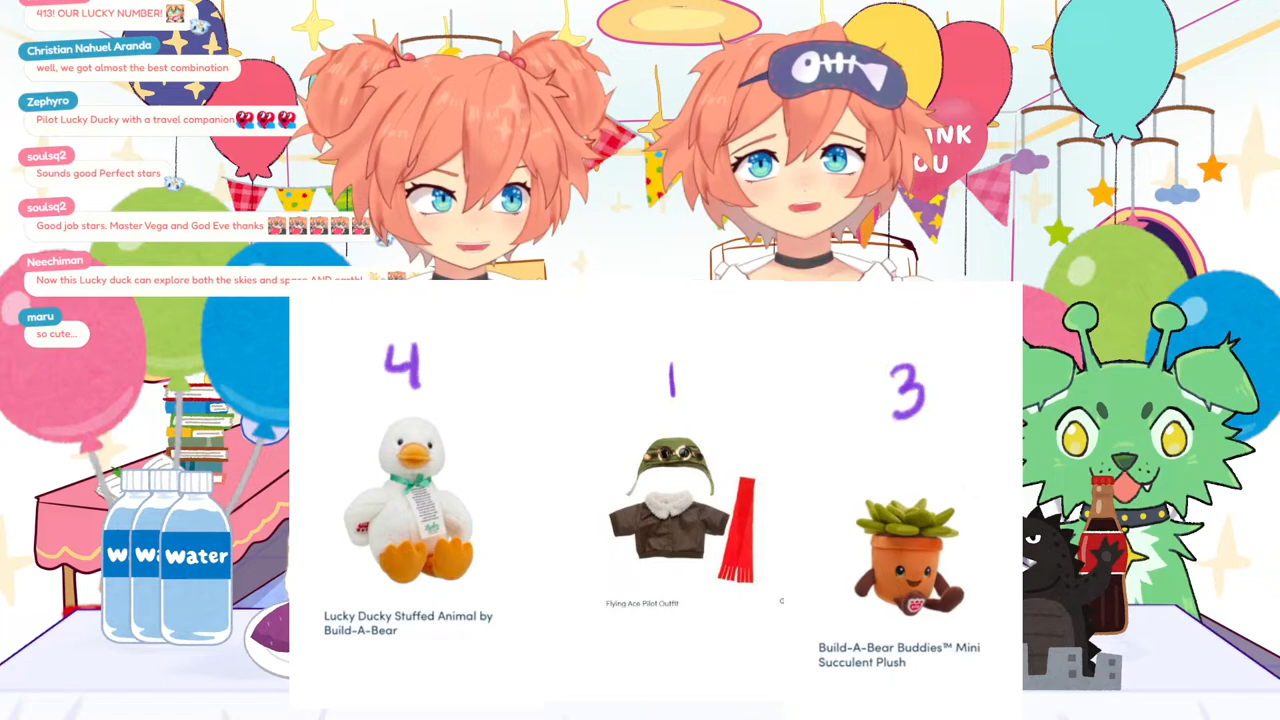 413! OUR LUCKY NUMBER!
Christian Nahuel Aranda
well, we got almost the best combination
Zephyro
Pilot Lucky Ducky with a travel companion
soulsq2
Sounds good Perfect stars
soulsq2
Good job stars. Master Vega and God Eve thanks
Neechiman
Now this Lucky duck can explore both the skies and space AND earth!
maru
so cute...
NK
OU
4
1
3
W
Wa
Water
Lucky Ducky Stuffed Animal by
Build-A-Bear
Flying Ace Pilot Outfit
Build-A-Bear Buddies™ Mini
Succulent Plush